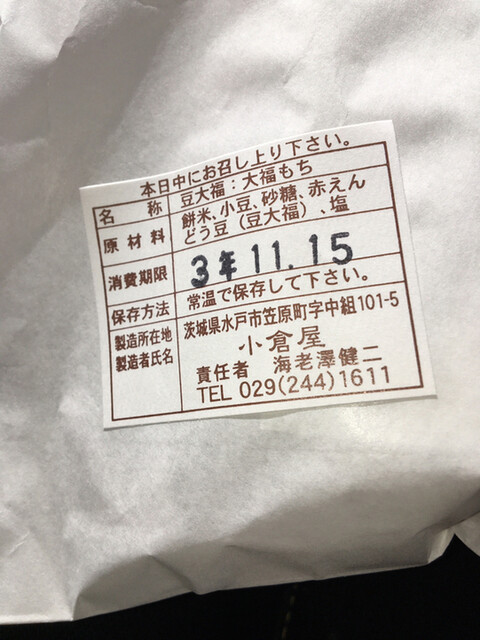 本日中にお召し上り下さい。
名称 豆大福：大福もち
原材料 餅米、小豆、砂糖、赤えん
どう豆（豆大福）、塩
消費期限 3年11.15
保存方法 常温で保存して下さい。
製造所在地 茨城県水戸市笠原町字中組101-5
製造者氏名 小倉屋
責任者 海老澤健二
TEL 029(244)1611